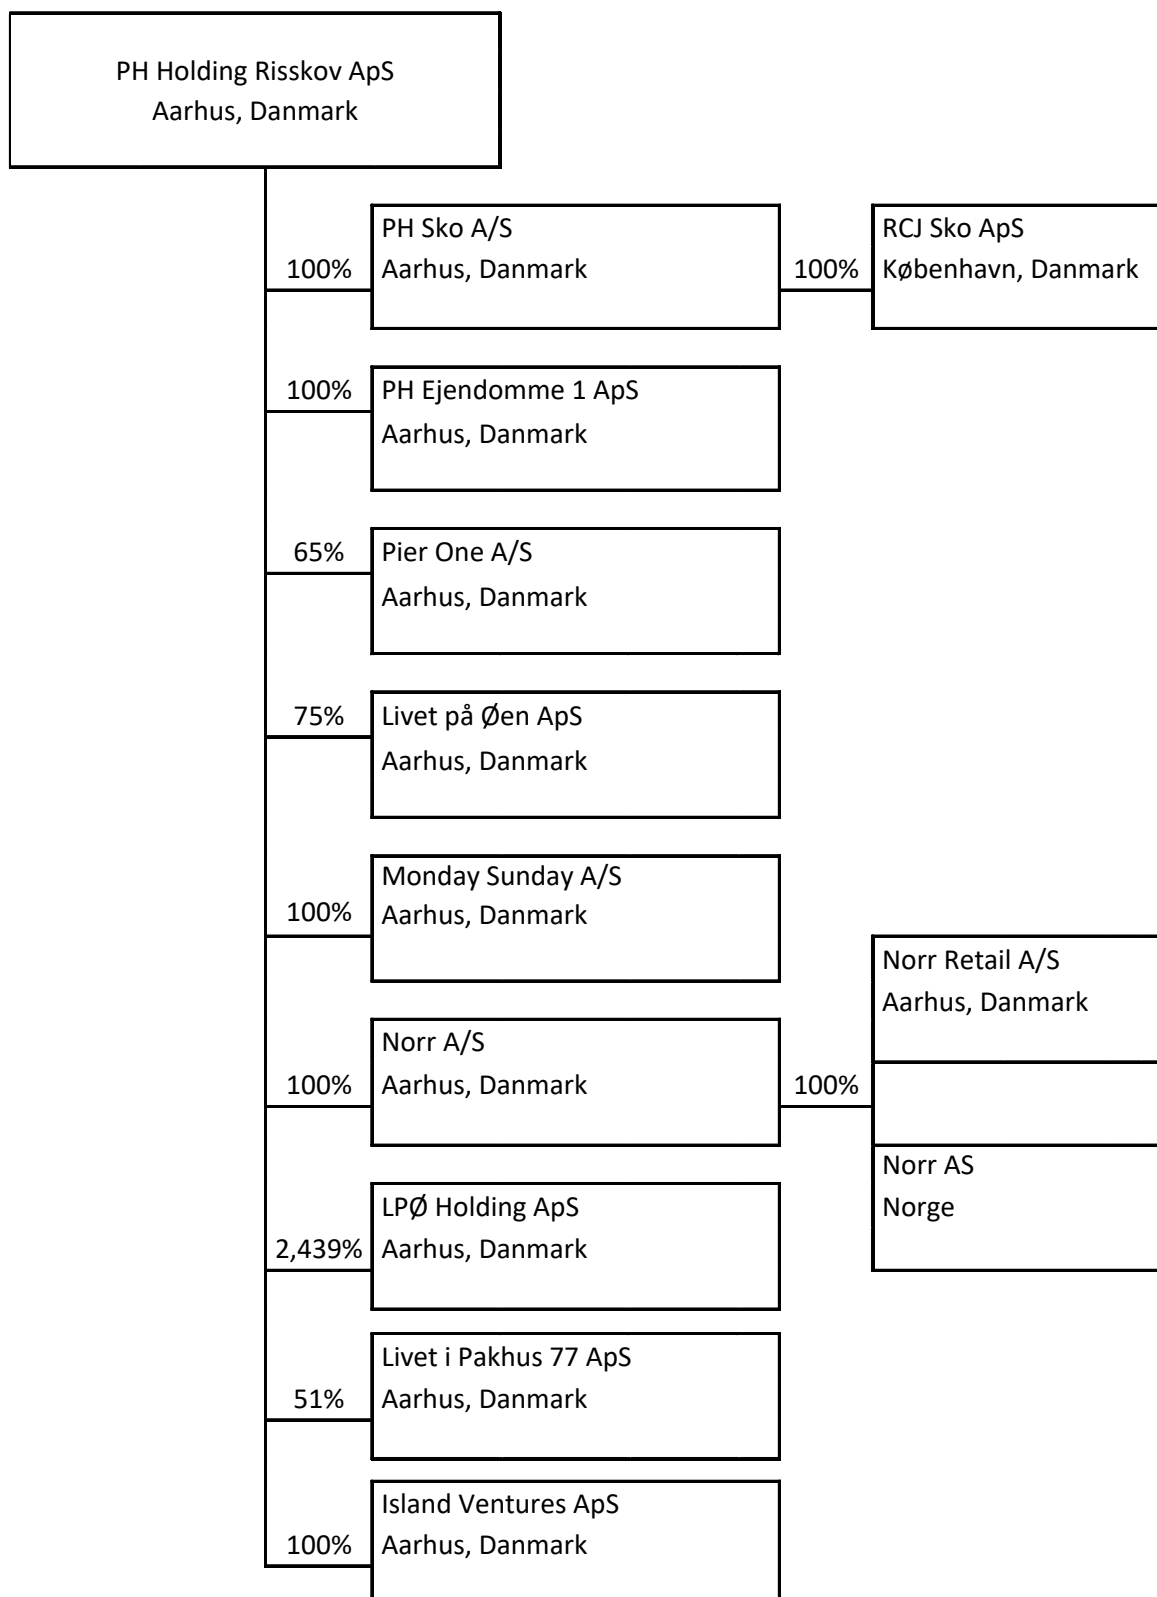 PH Holding Risskov ApS
Aarhus, Danmark
PH Sko A/S
100%
Aarhus, Danmark
100%
RCJ Sko ApS
København, Danmark
100%
PH Ejendomme 1 ApS
Aarhus, Danmark
65%
Pier One A/S
Aarhus, Danmark
75%
Livet på Øen ApS
Aarhus, Danmark
Monday Sunday A/S
100%
Aarhus, Danmark
Norr A/S
100%
Aarhus, Danmark
100%
Norr Retail A/S
Aarhus, Danmark
Norr AS
Norge
LPØ Holding ApS
2,439%
Aarhus, Danmark
Livet i Pakhus 77 ApS
51%
Aarhus, Danmark
Island Ventures ApS
100%
Aarhus, Danmark